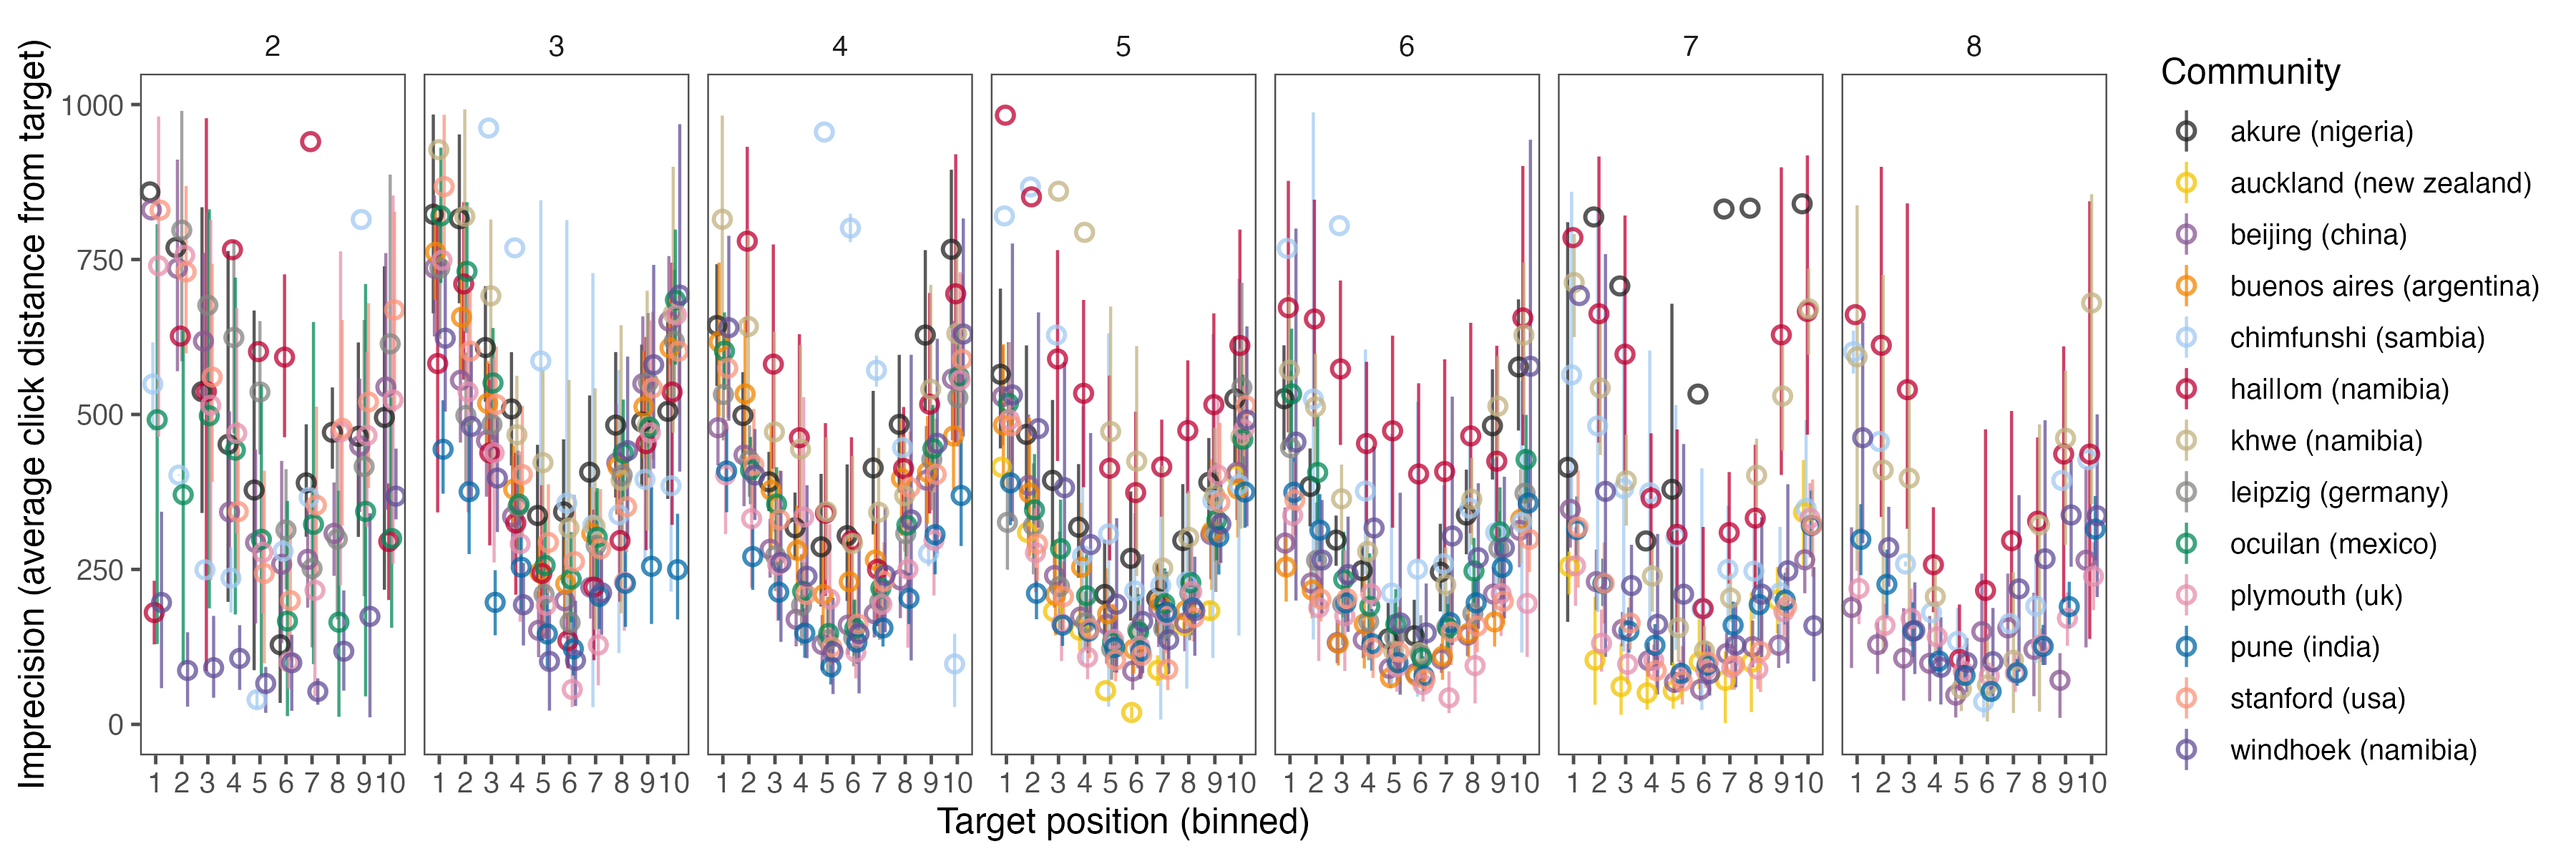 2 3 4 5 6 7 8
Imprecision (average click distance from target)
1000
750
500
250
0
1 2 3 4 5 6 7 8 9 10 1 2 3 4 5 6 7 8 9 10 1 2 3 4 5 6 7 8 9 10 1 2 3 4 5 6 7 8 9 10 1 2 3 4 5 6 7 8 9 10 1 2 3 4 5 6 7 8 9 10 1 2 3 4 5 6 7 8 9 10
Target position (binned)
Community
akure (nigeria)
auckland (new zealand)
beijing (china)
buenos aires (argentina)
chimfunshi (sambia)
haillom (namibia)
khwe (namibia)
leipzig (germany)
ocuilan (mexico)
plymouth (uk)
pune (india)
stanford (usa)
windhoek (namibia)